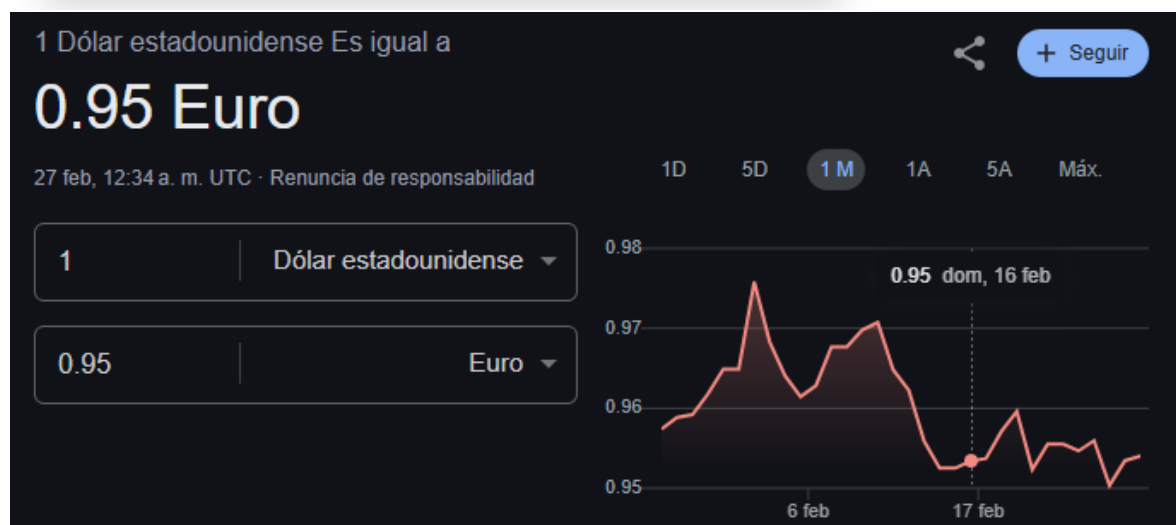 1 Dólar estadounidense Es igual a
0.95 Euro
27 feb, 12:34 a. m. UTC · Renuncia de responsabilidad
+ Seguir
1 Dólar estadounidense
0.95 Euro
1D 5D 1 M 1A 5A Máx.
0.98
0.95 dom, 16 feb
0.97
0.96
0.95
6 feb 17 feb